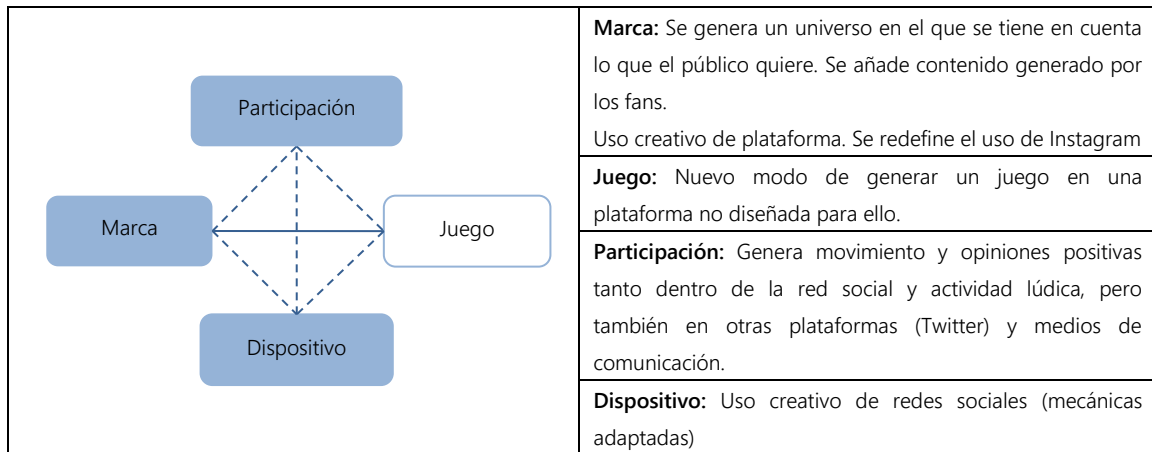 Participación
Marca
Juego
Dispositivo
Marca: Se genera un universo en el que se tiene en cuenta
lo que el público quiere. Se añade contenido generado por
los fans.
Uso creativo de plataforma. Se redefine el uso de Instagram
Juego: Nuevo modo de generar un juego en una
plataforma no diseñada para ello.
Participación: Genera movimiento y opiniones positivas
tanto dentro de la red social y actividad lúdica, pero
también en otras plataformas (Twitter) y medios de
comunicación.
Dispositivo: Uso creativo de redes sociales (mecánicas
adaptadas)